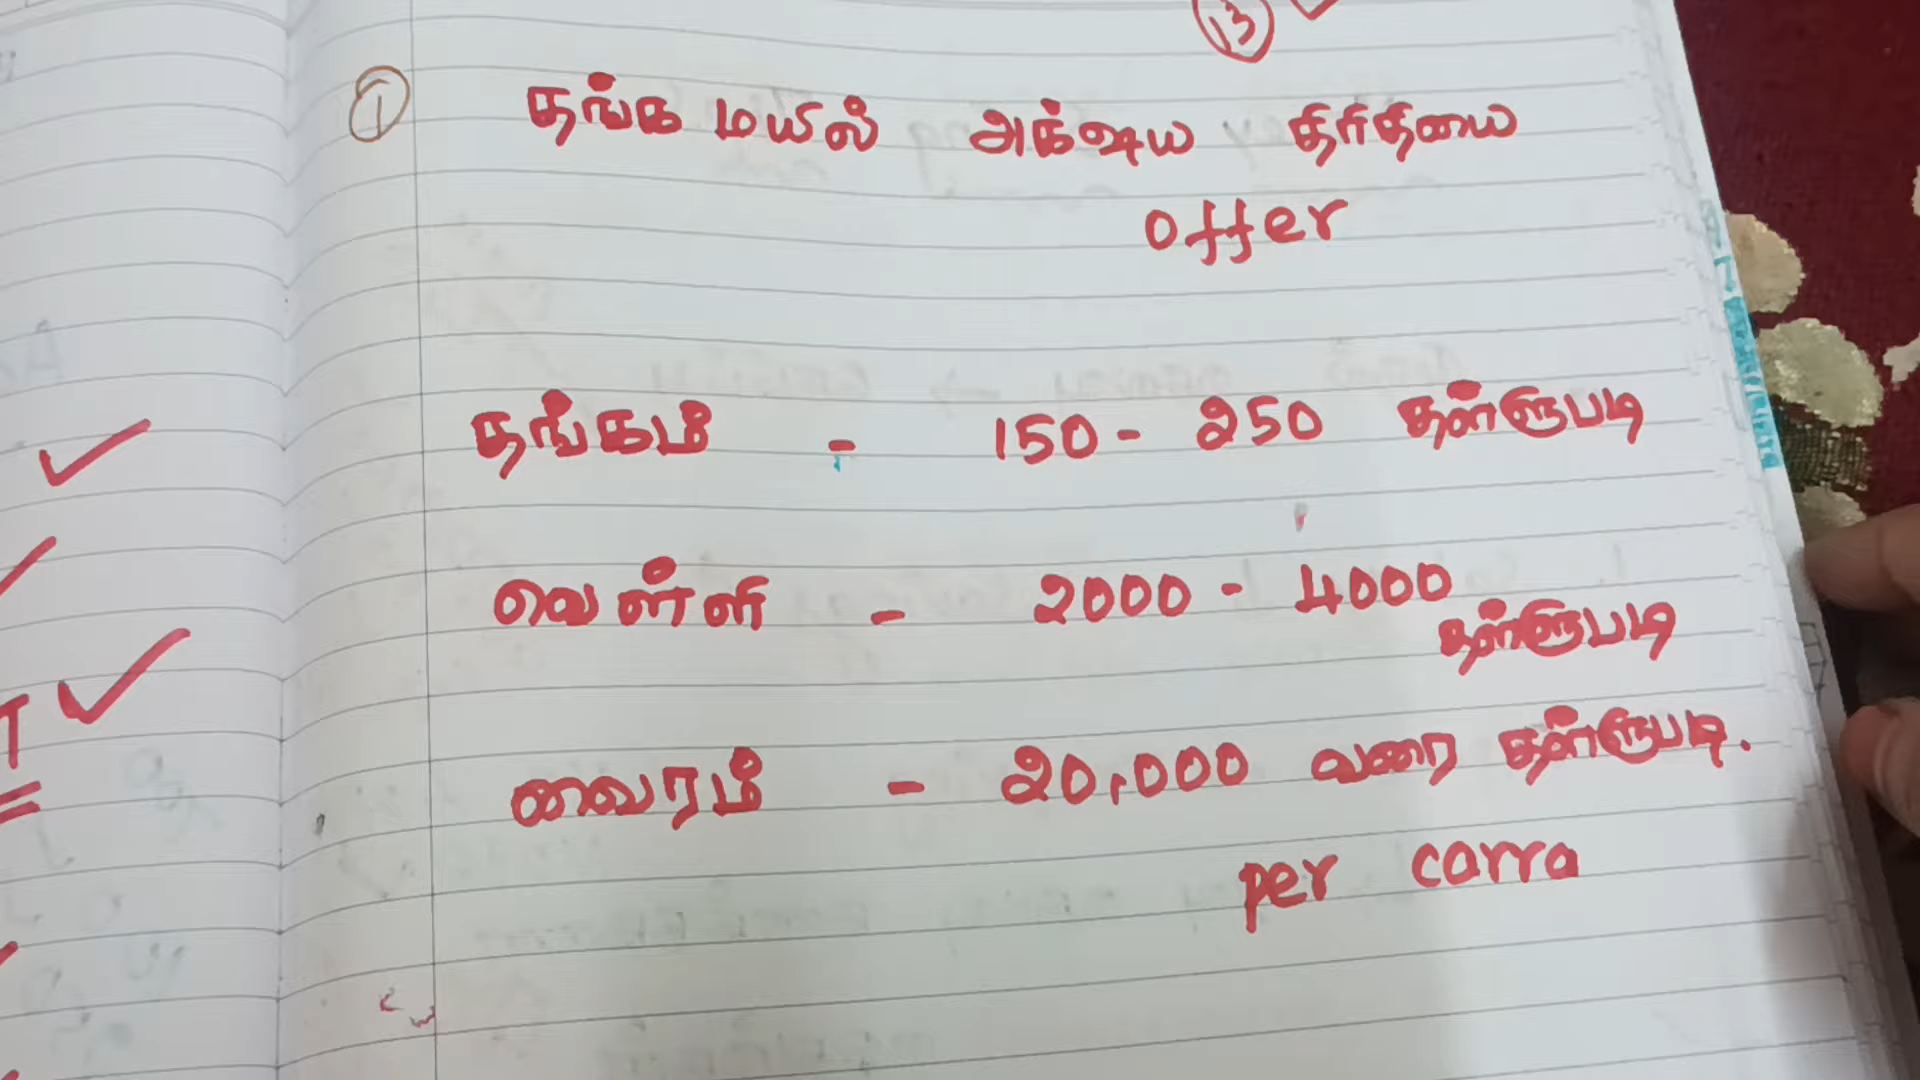 13
1 தங்க மயில் அக்ஷய திரிதியை
offer
தங்கம் - 150 - 250 தள்ளுபடி
வெள்ளி - 2000 - 4000
தள்ளுபடி
வைரம் - 20,000 வரை தள்ளுபடி.
per carra